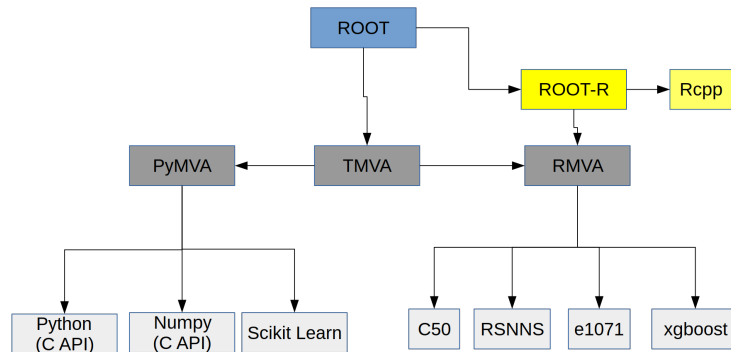 ROOT
ROOT-R
Rcpp
PyMVA
TMVA
RMVA
Python
(C API)
Numpy
(C API)
Scikit Learn
C50
RSNNS
e1071
xgboost